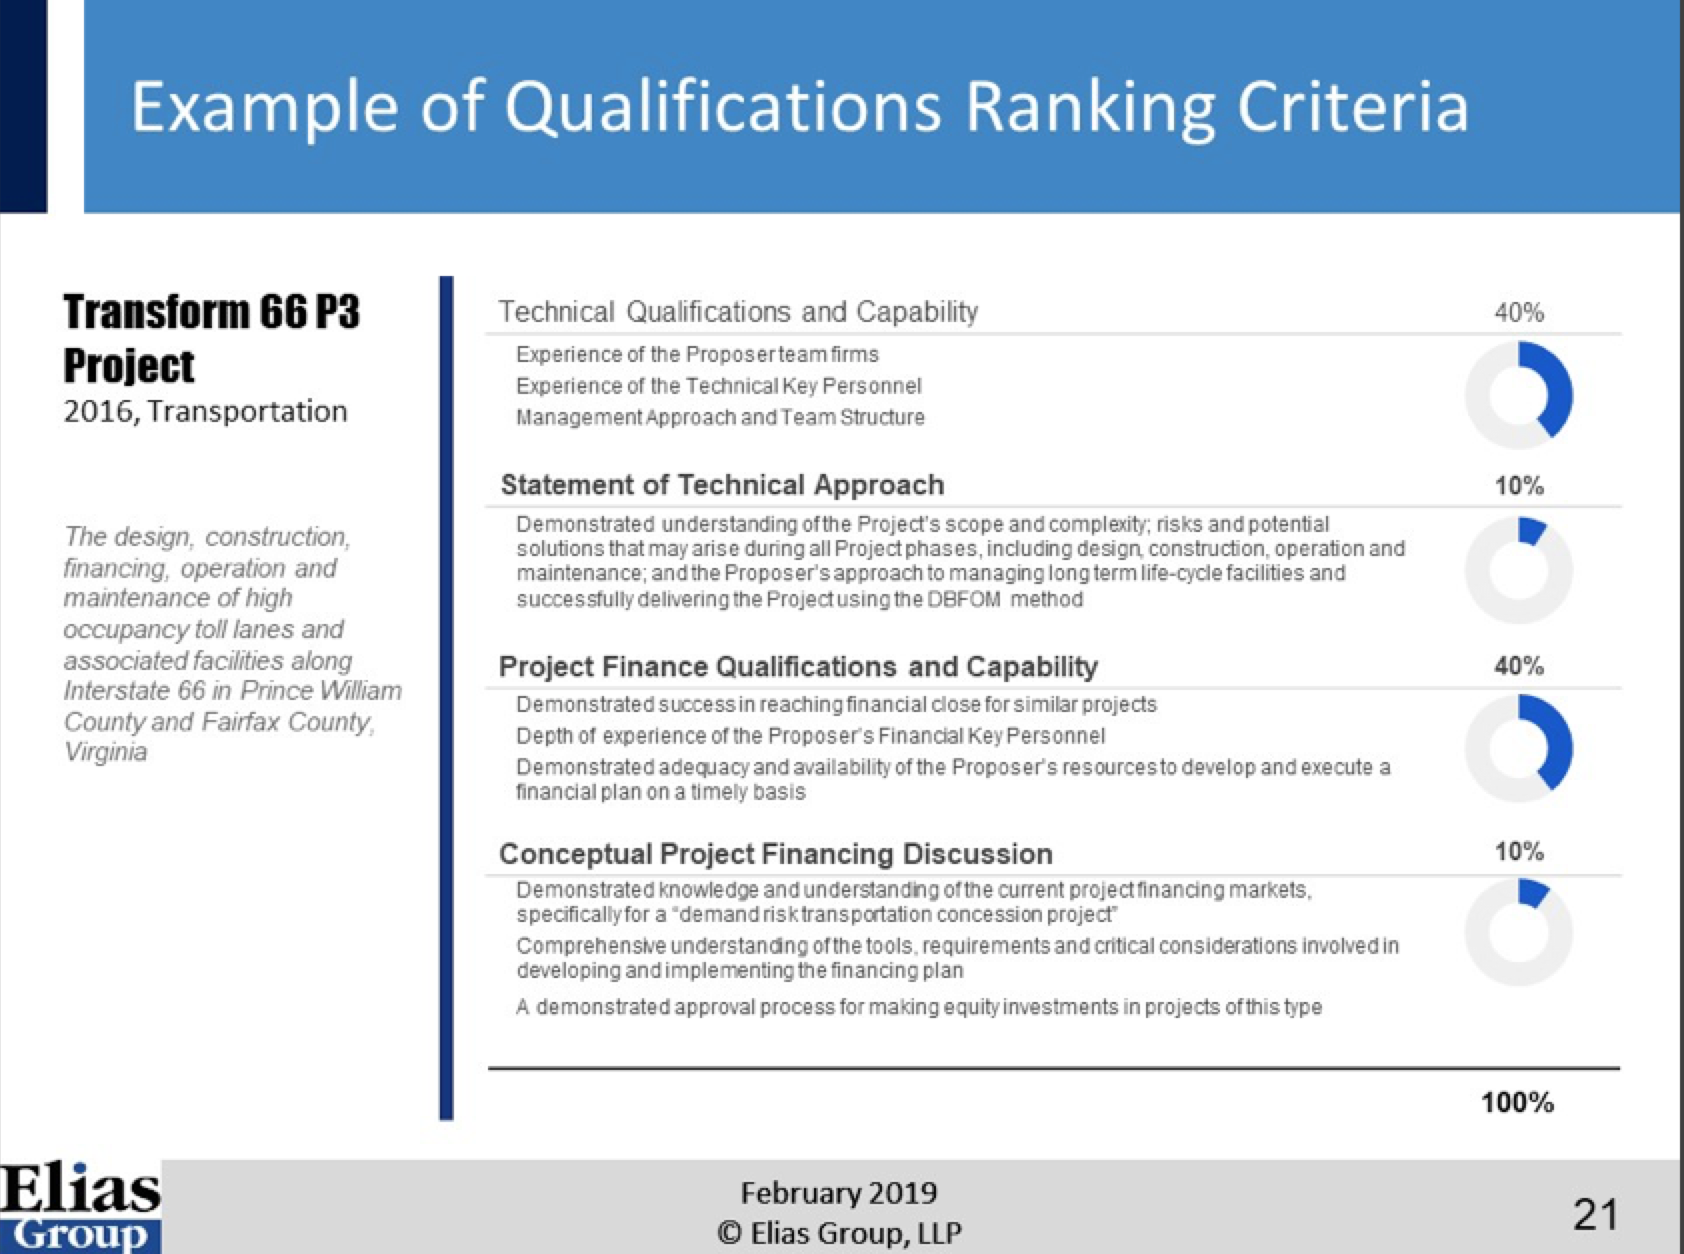 Example of Qualifications Ranking Criteria
Transform 66 P3
Project
2016, Transportation
The design, construction,
financing, operation and
maintenance of high
occupancy toll lanes and
associated facilities along
Interstate 66 in Prince William
County and Fairfax County,
Virginia
Technical Qualifications and Capability 40%
Experience of the Proposer team firms
Experience of the Technical Key Personnel
Management Approach and Team Structure
Statement of Technical Approach 10%
Demonstrated understanding of the Project's scope and complexity; risks and potential
solutions that may arise during all Project phases, including design, construction, operation and
maintenance; and the Proposer's approach to managing long term life-cycle facilities and
successfully delivering the Project using the DBFOM method
Project Finance Qualifications and Capability 40%
Demonstrated success in reaching financial close for similar projects
Depth of experience of the Proposer's Financial Key Personnel
Demonstrated adequacy and availability of the Proposer's resources to develop and execute a
financial plan on a timely basis
Conceptual Project Financing Discussion 10%
Demonstrated knowledge and understanding of the current project financing markets,
specifically for a "demand risk transportation concession project"
Comprehensive understanding of the tools, requirements and critical considerations involved in
developing and implementing the financing plan
A demonstrated approval process for making equity investments in projects of this type
100%
Elias
Group
February 2019
© Elias Group, LLP
21